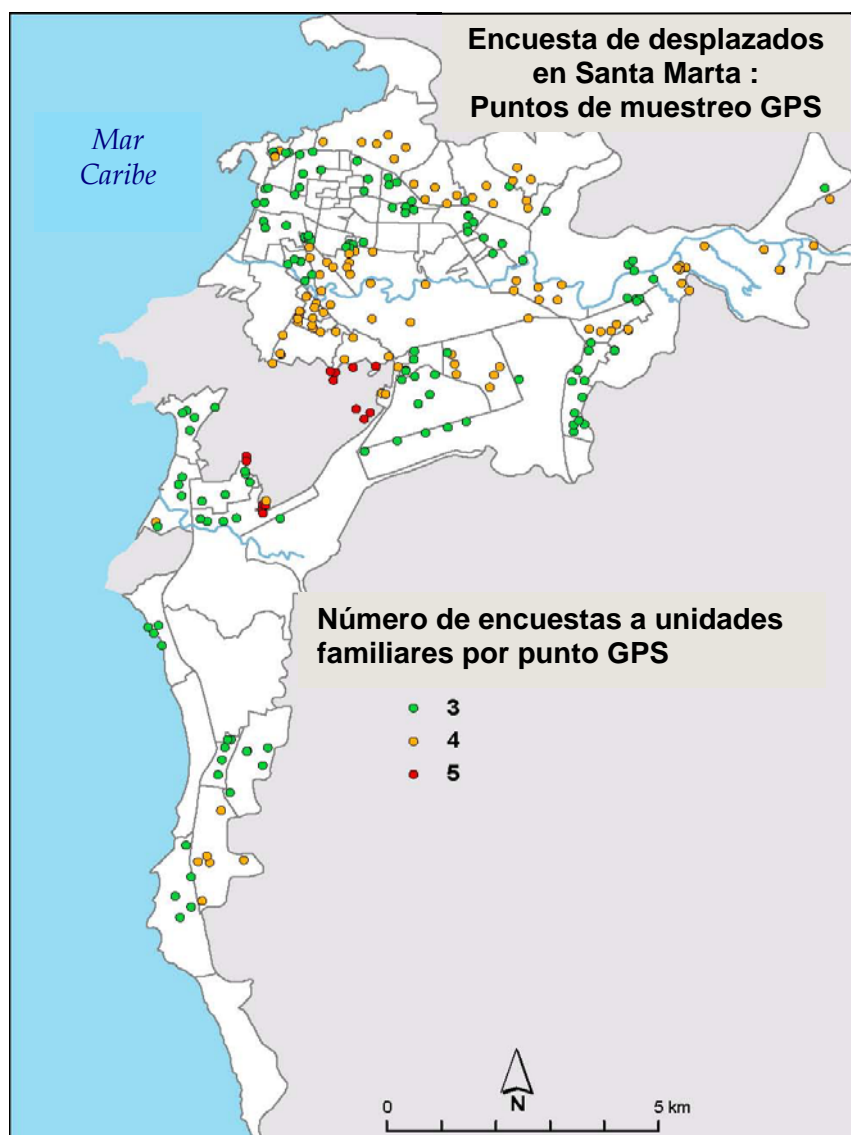 Encuesta de desplazados
en Santa Marta :
Puntos de muestreo GPS
Mar
Caribe
Número de encuestas a unidades
familiares por punto GPS
3
4
5
N
0 5 km